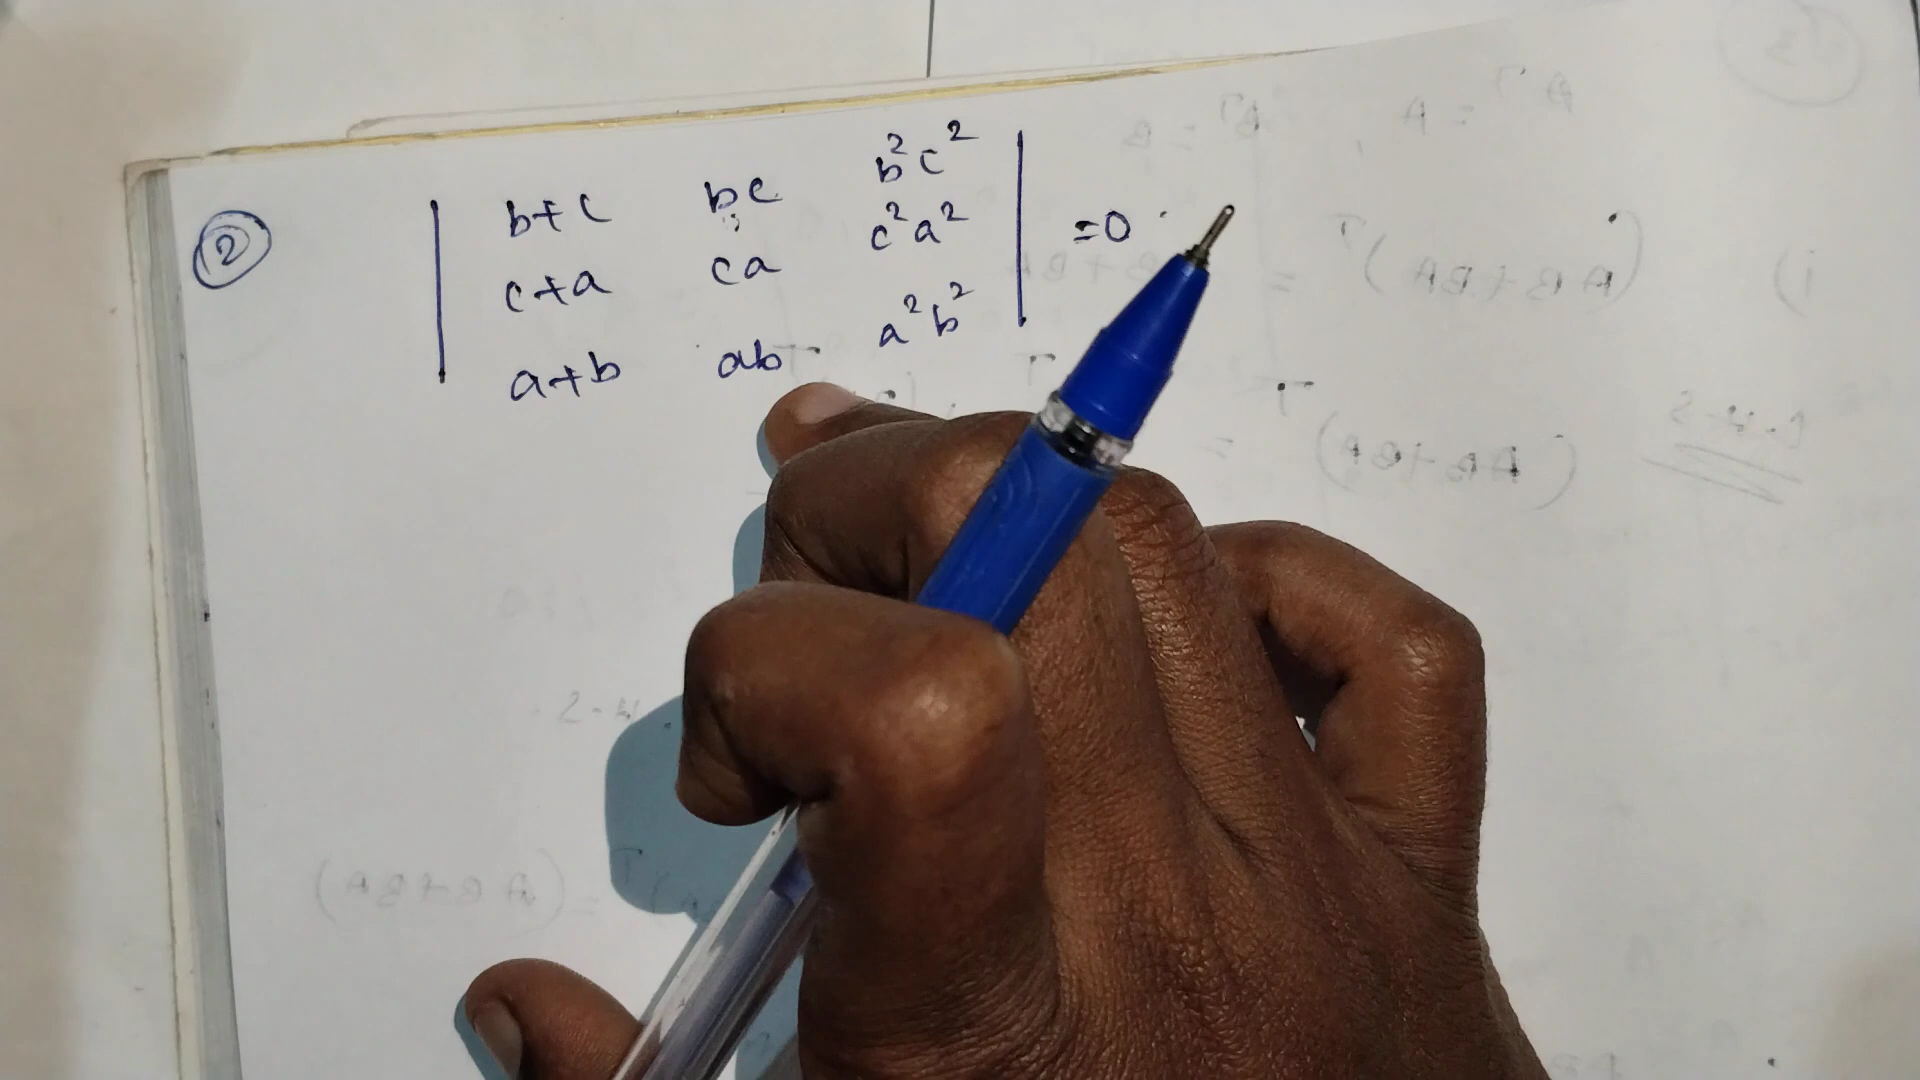 ② | b+c bc b²c² |
| c+a ca c²a² | =0
| a+b ab a²b² |